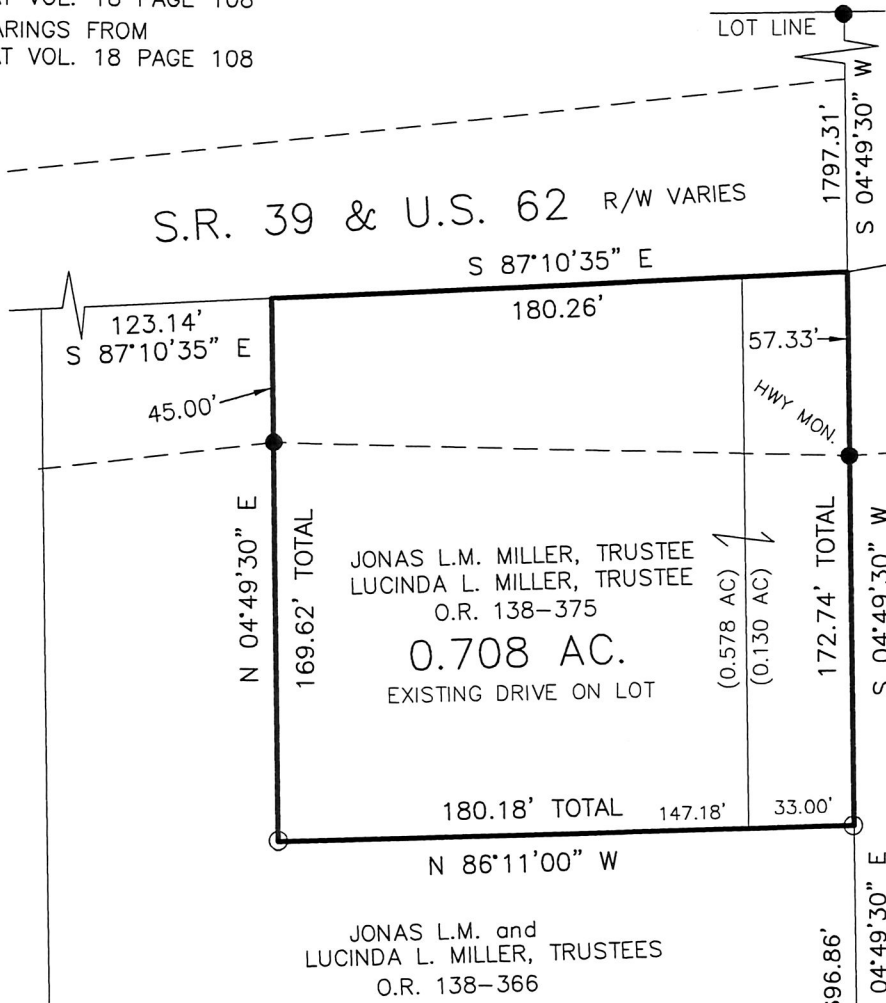 VOL. 18 PAGE 108
FROM
VOL. 18 PAGE 108
LOT LINE
1797.31'
S 04°49'30" W
S.R. 39 & U.S. 62 R/W VARIES
S 87°10'35" E
180.26'
123.14'
S 87°10'35" E
57.33'
45.00'
HWY MON.
N 04°49'30" E
169.62' TOTAL
JONAS L.M. MILLER, TRUSTEE
LUCINDA L. MILLER, TRUSTEE
O.R. 138-375
0.708 AC.
EXISTING DRIVE ON LOT
(0.578 AC)
(0.130 AC)
172.74' TOTAL
S 04°49'30" W
180.18' TOTAL
147.18'
33.00'
N 86°11'00" W
JONAS L.M. and
LUCINDA L. MILLER, TRUSTEES
O.R. 138-366
04°49'30" E